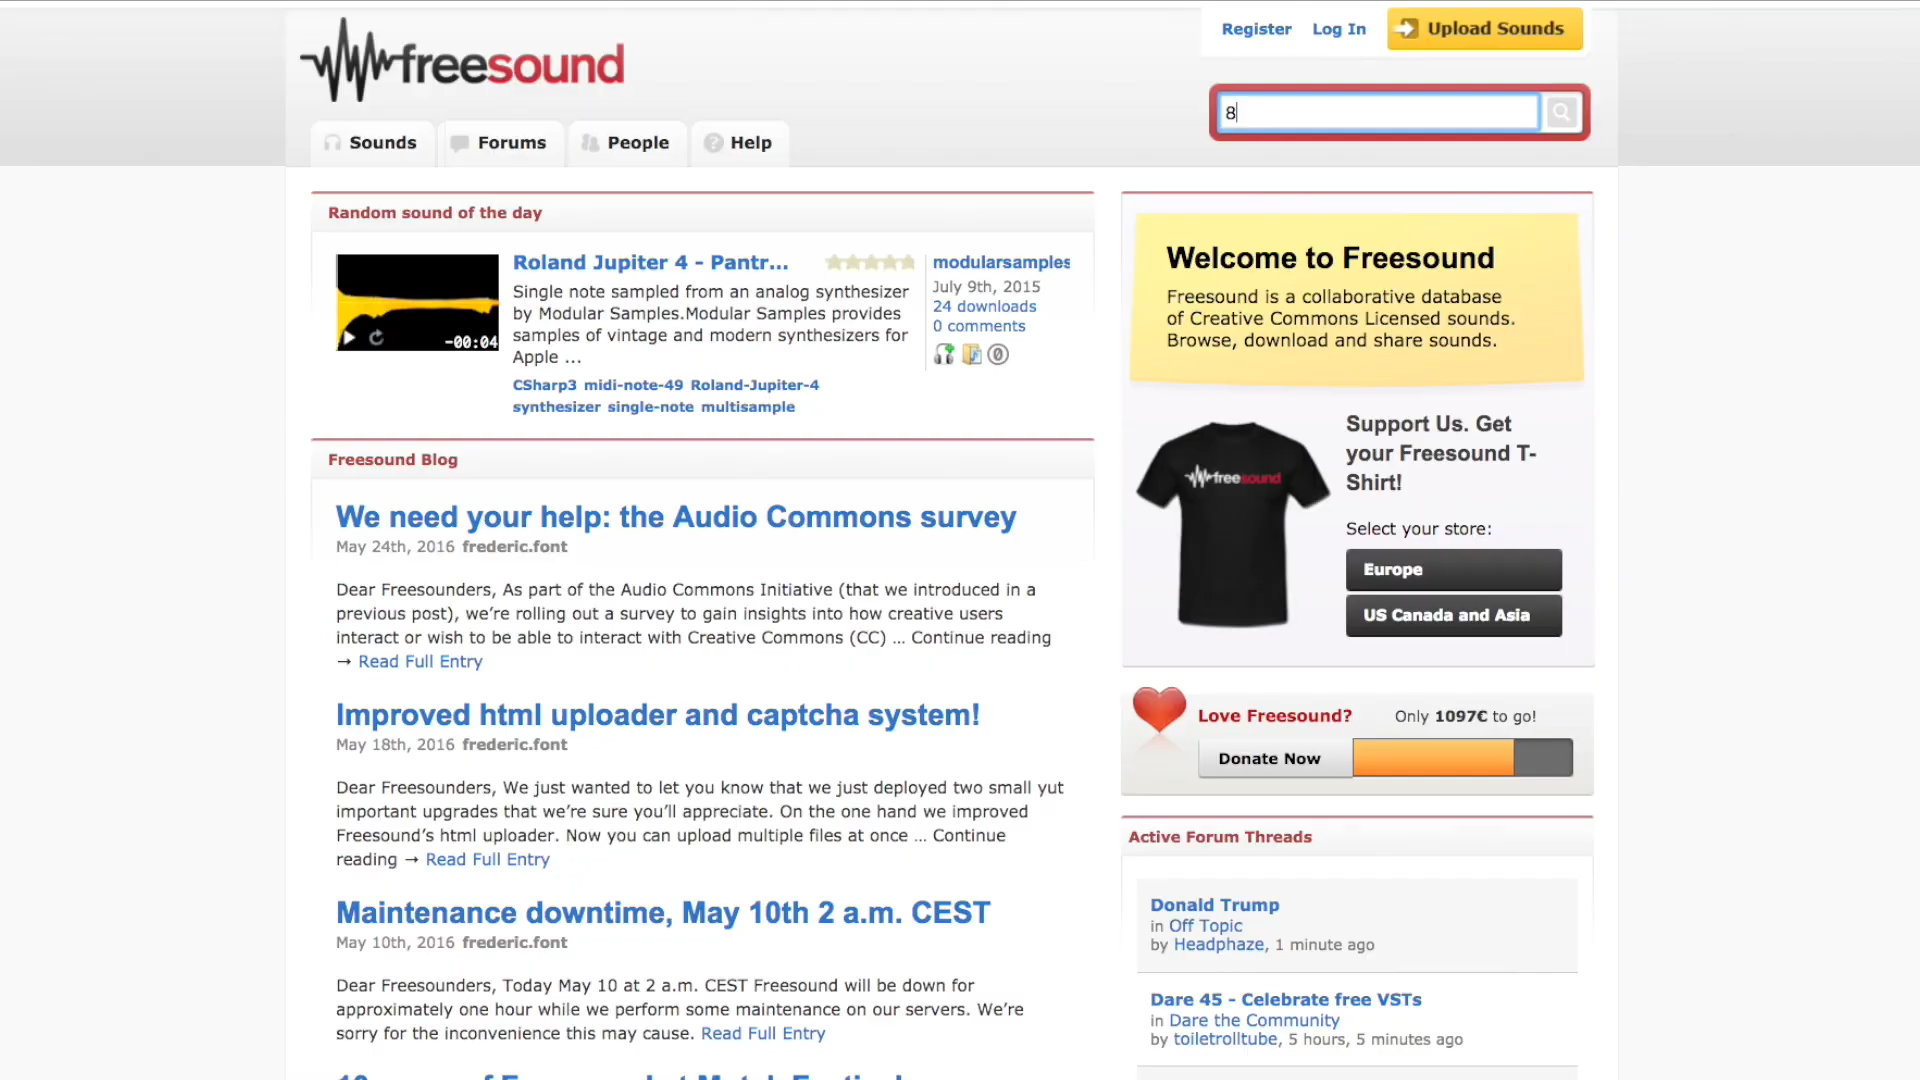 Register Log In Upload Sounds
freesound
8
Sounds Forums People Help
Random sound of the day
Roland Jupiter 4 - Pantr...
Single note sampled from an analog synthesizer
by Modular Samples.Modular Samples provides
samples of vintage and modern synthesizers for
Apple ...
CSharp3 midi-note-49 Roland-Jupiter-4
synthesizer single-note multisample
-00:04
modularsamples
July 9th, 2015
24 downloads
0 comments
0
Freesound Blog
We need your help: the Audio Commons survey
May 24th, 2016 frederic.font
Dear Freesounders, As part of the Audio Commons Initiative (that we introduced in a
previous post), we’re rolling out a survey to gain insights into how creative users
interact or wish to be able to interact with Creative Commons (CC) … Continue reading
→ Read Full Entry
Improved html uploader and captcha system!
May 18th, 2016 frederic.font
Dear Freesounders, We just wanted to let you know that we just deployed two small yut
important upgrades that we’re sure you’ll appreciate. On the one hand we improved
Freesound’s html uploader. Now you can upload multiple files at once … Continue
reading → Read Full Entry
Maintenance downtime, May 10th 2 a.m. CEST
May 10th, 2016 frederic.font
Dear Freesounders, Today May 10 at 2 a.m. CEST Freesound will be down for
approximately one hour while we perform some maintenance on our servers. We’re
sorry for the inconvenience this may cause. Read Full Entry
Welcome to Freesound
Freesound is a collaborative database
of Creative Commons Licensed sounds.
Browse, download and share sounds.
freesound
Support Us. Get
your Freesound T-
Shirt!
Select your store:
Europe
US Canada and Asia
Love Freesound? Only 1097€ to go!
Donate Now
Active Forum Threads
Donald Trump
in Off Topic
by Headphaze, 1 minute ago
Dare 45 - Celebrate free VSTs
in Dare the Community
by toiletrolltube, 5 hours, 5 minutes ago